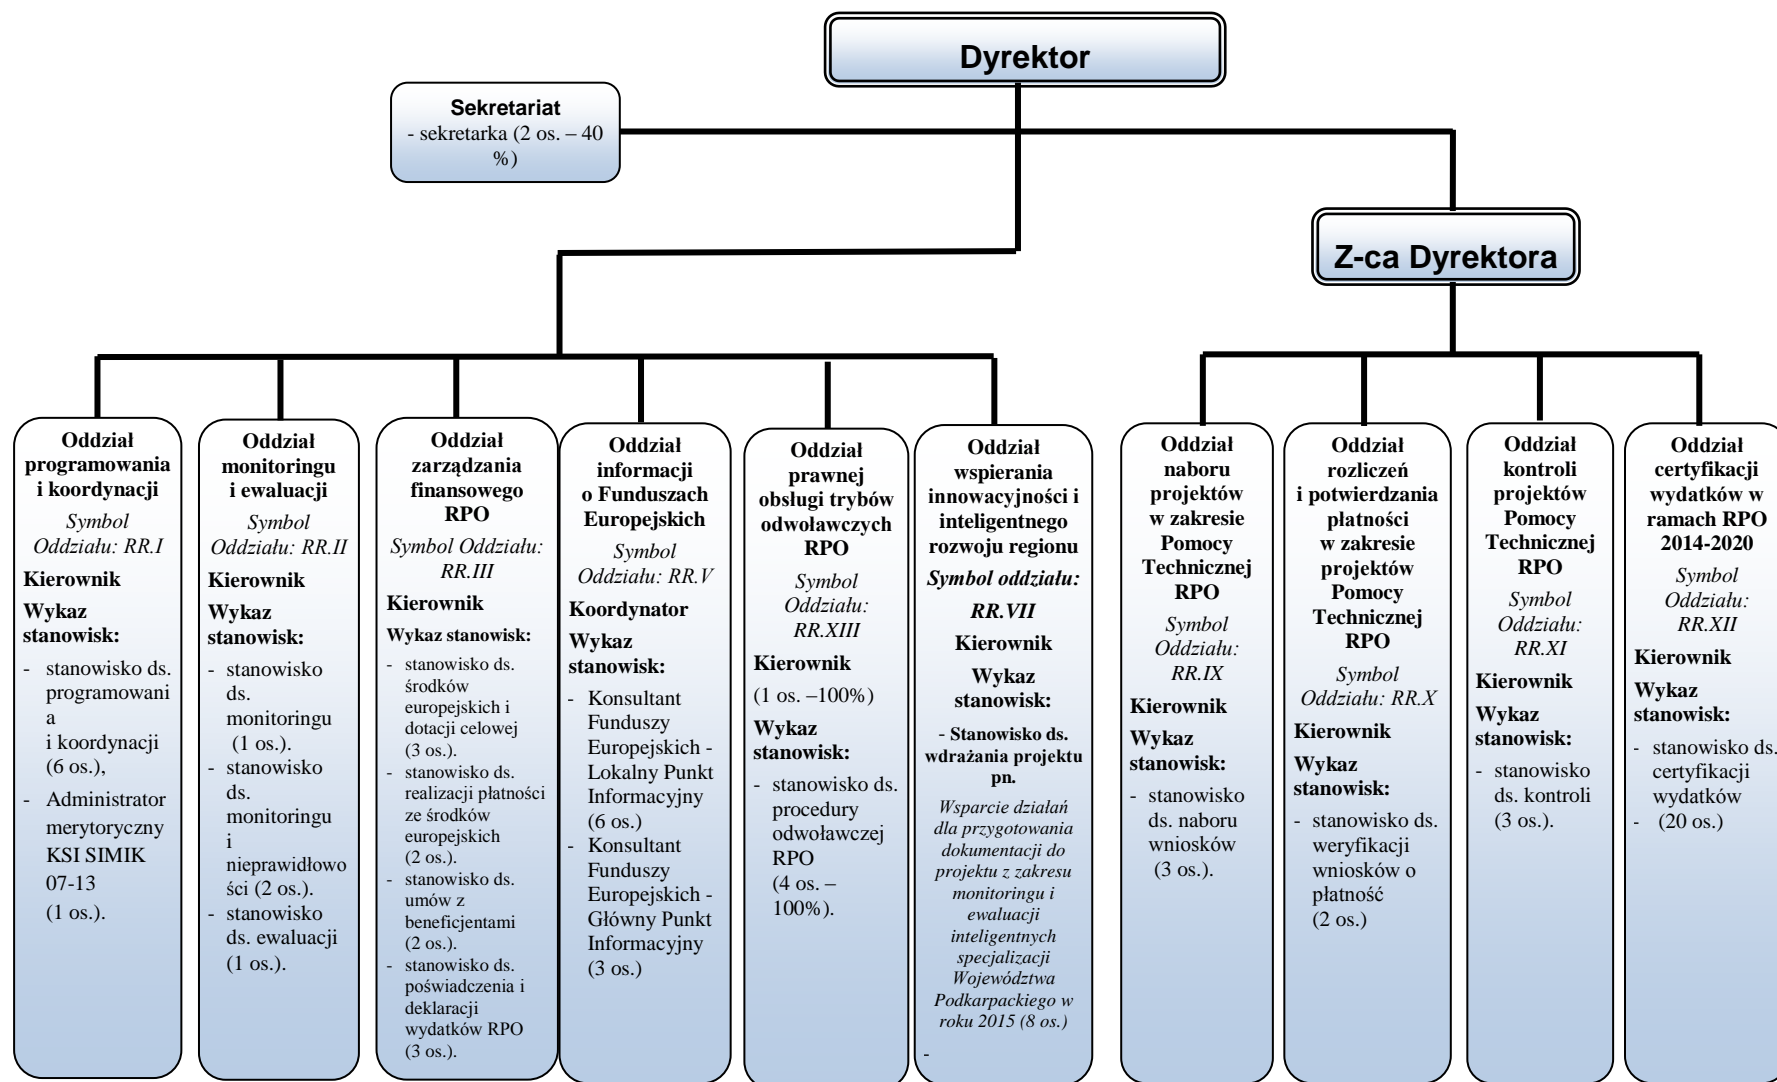 Dyrektor
Sekretariat
- sekretarka (2 os. – 40
%)
Z-ca Dyrektora
Oddział
programowania
i koordynacji
Symbol
Oddziału: RR.I
Kierownik
Wykaz
stanowisk:
- stanowisko ds.
programowani
a
i koordynacji
(6 os.),
- Administrator
merytoryczny
KSI SIMIK
07-13
(1 os.).
Oddział
monitoringu
i ewaluacji
Symbol
Oddziału: RR.II
Kierownik
Wykaz
stanowisk:
- stanowisko
ds.
monitoringu
(1 os.).
- stanowisko
ds.
monitoringu
i
nieprawidłowo
ści (2 os.).
- stanowisko
ds. ewaluacji
(1 os.).
Oddział
zarządzania
finansowego
RPO
Symbol Oddziału:
RR.III
Kierownik
Wykaz stanowisk:
- stanowisko ds.
środków
europejskich i
dotacji celowej
(3 os.).
- stanowisko ds.
realizacji płatności
ze środków
europejskich
(2 os.).
- stanowisko ds.
umów z
beneficjentami
(2 os.).
- stanowisko ds.
poświadczenia i
deklaracji
wydatków RPO
(3 os.).
Oddział
informacji
o Funduszach
Europejskich
Symbol
Oddziału: RR.V
Koordynator
Wykaz
stanowisk:
- Konsultant
Funduszy
Europejskich -
Lokalny Punkt
Informacyjny
(6 os.)
- Konsultant
Funduszy
Europejskich -
Główny Punkt
Informacyjny
(3 os.)
Oddział
prawnej
obsługi trybów
odwoławczych
RPO
Symbol
Oddziału:
RR.XIII
Kierownik
(1 os. –100%)
Wykaz
stanowisk:
- stanowisko ds.
procedury
odwoławczej
RPO
(4 os. –
100%).
Oddział
wspierania
innowacyjności i
inteligentnego
rozwoju regionu
Symbol oddziału:
RR.VII
Kierownik
Wykaz
stanowisk:
- Stanowisko ds.
wdrażania projektu
pn.
Wsparcie działań
dla przygotowania
dokumentacji do
projektu z zakresu
monitoringu i
ewaluacji
inteligentnych
specjalizacji
Województwa
Podkarpackiego w
roku 2015 (8 os.)
-
Oddział
naboru
projektów
w zakresie
Pomocy
Technicznej
RPO
Symbol
Oddziału:
RR.IX
Kierownik
Wykaz
stanowisk:
- stanowisko
ds. naboru
wniosków
(3 os.).
Oddział
rozliczeń
i potwierdzania
płatności
w zakresie
projektów
Pomocy
Technicznej
RPO
Symbol
Oddziału: RR.X
Kierownik
Wykaz
stanowisk:
- stanowisko ds.
weryfikacji
wniosków o
płatność
(2 os.)
Oddział
kontroli
projektów
Pomocy
Technicznej
RPO
Symbol
Oddziału:
RR.XI
Kierownik
Wykaz
stanowisk:
- stanowisko
ds. kontroli
(3 os.).
Oddział
certyfikacji
wydatków w
ramach RPO
2014-2020
Symbol
Oddziału:
RR.XII
Kierownik
Wykaz
stanowisk:
- stanowisko ds.
certyfikacji
wydatków
- (20 os.)